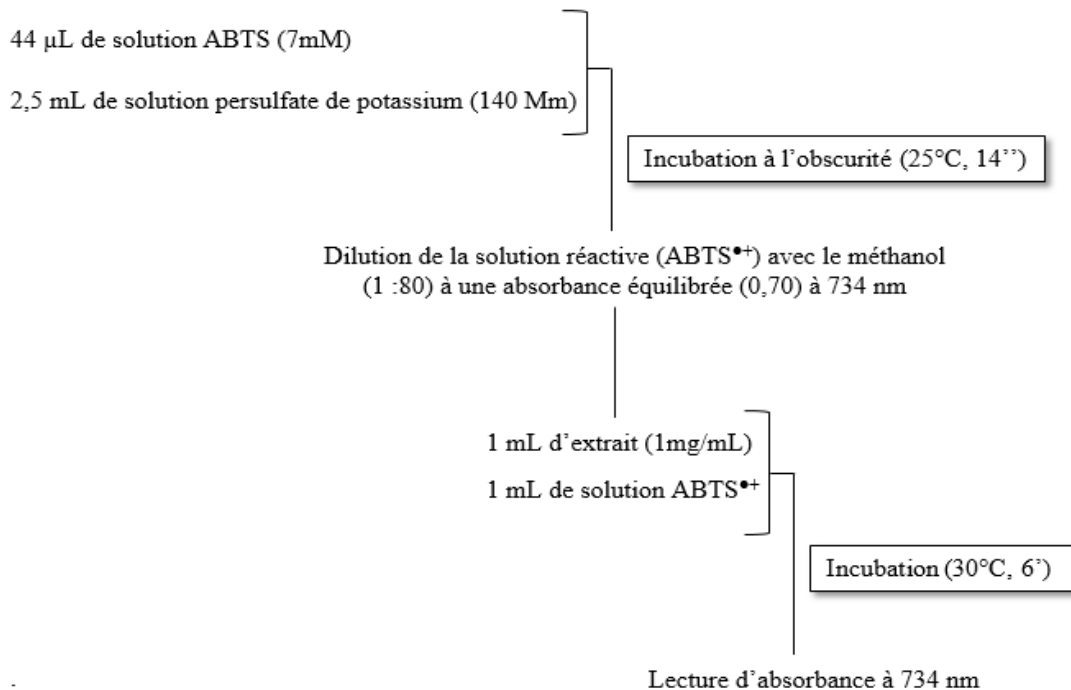 44 µL de solution ABTS (7mM)
2,5 mL de solution persulfate de potassium (140 Mm)
Incubation à l’obscurité (25°C, 14’’)
Dilution de la solution réactive (ABTS•+) avec le méthanol
(1 :80) à une absorbance équilibrée (0,70) à 734 nm
1 mL d’extrait (1mg/mL)
1 mL de solution ABTS•+
Incubation (30°C, 6’)
Lecture d’absorbance à 734 nm
.